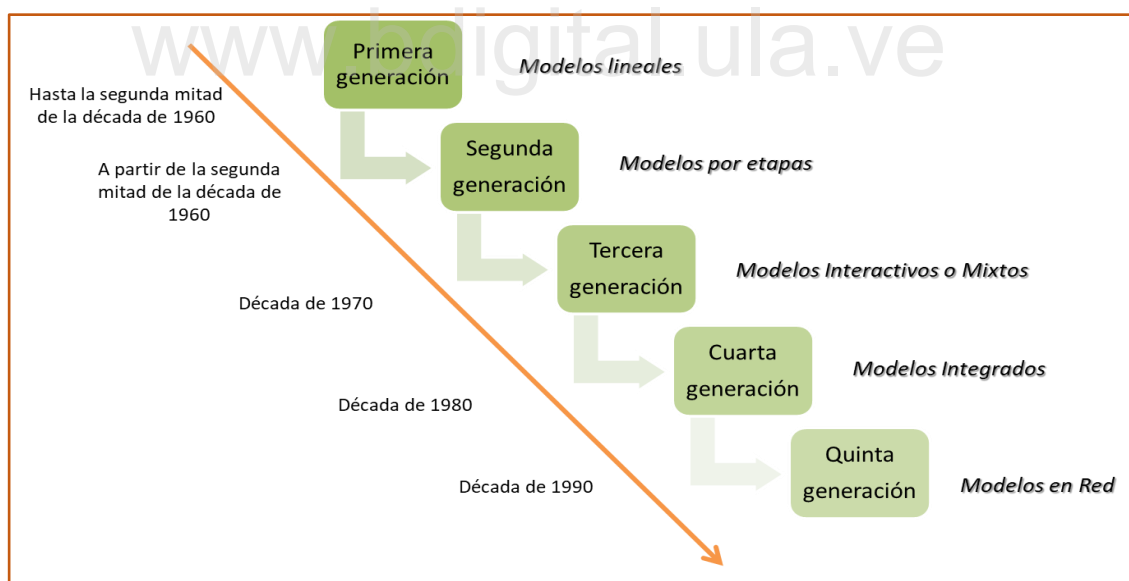 www.bdigital.ula.ve
Primera
generación
Modelos lineales
Hasta la segunda mitad
de la década de 1960
Segunda
generación
Modelos por etapas
A partir de la segunda
mitad de la década de
1960
Tercera
generación
Modelos Interactivos o Mixtos
Década de 1970
Cuarta
generación
Modelos Integrados
Década de 1980
Quinta
generación
Modelos en Red
Década de 1990